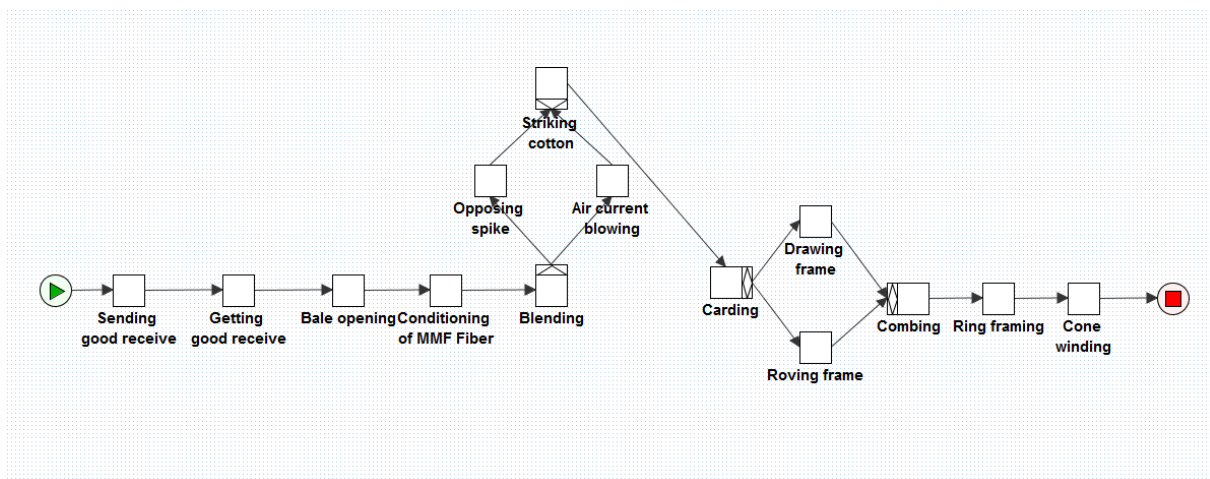 Striking
cotton
Opposing
spike
Air current
blowing
Sending
good receive
Getting
good receive
Bale opening
Conditioning
of MMF Fiber
Blending
Carding
Drawing
frame
Roving frame
Combing
Ring framing
Cone
winding